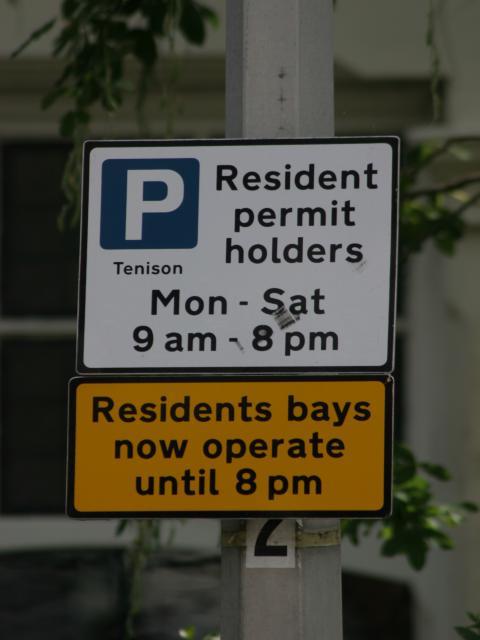 P
Resident
permit
holders
Tenison
Mon - Sat
9 am - 8 pm
Residents bays
now operate
until 8 pm
2